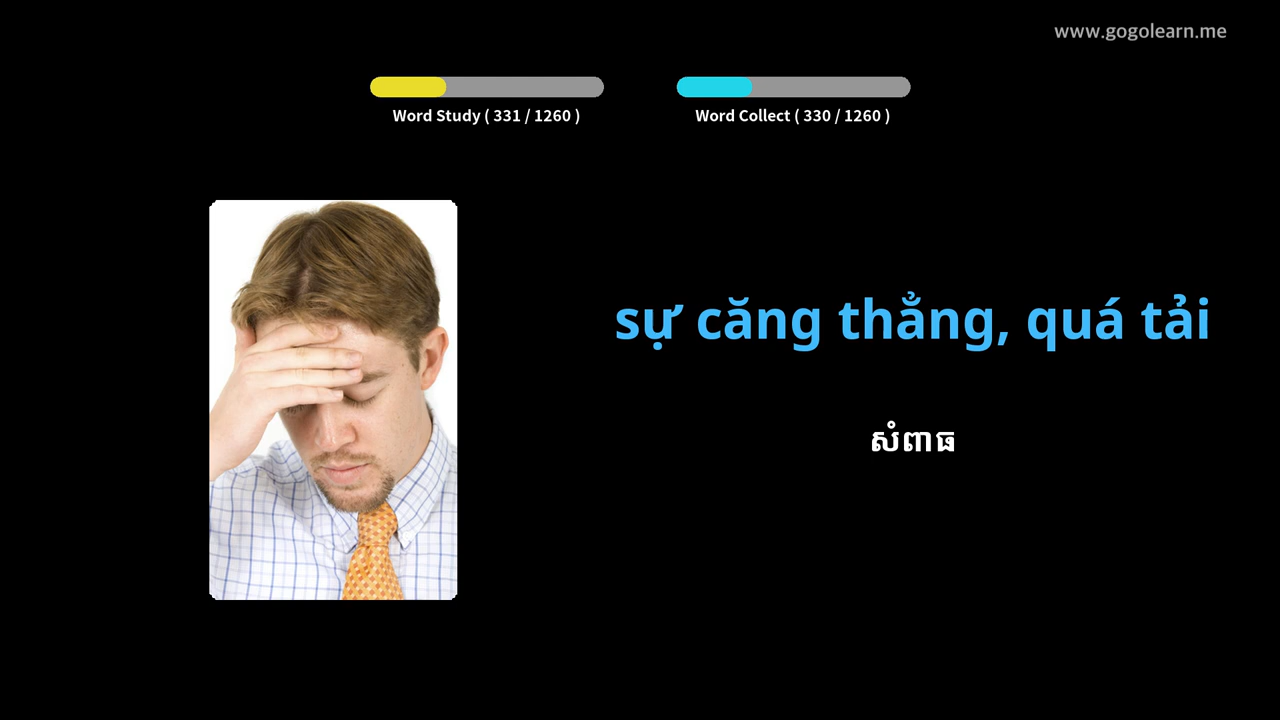 www.gogolearn.me
Word Study ( 331 / 1260 )
Word Collect ( 330 / 1260 )
sự căng thẳng, quá tải
សំពាធ